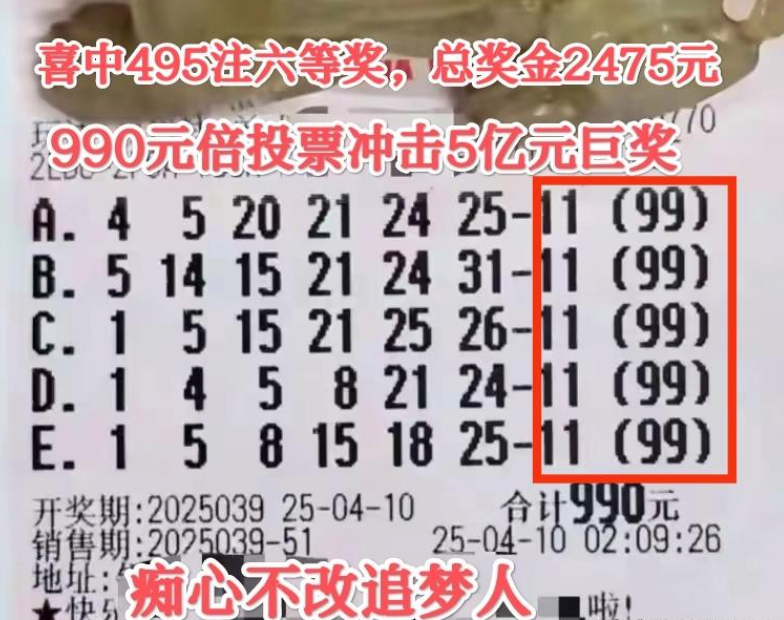 喜中495注六等奖，总奖金2475元
990元倍投票冲击5亿元巨奖
A. 4 5 20 21 24 25-11 (99)
B. 5 14 15 21 24 31-11 (99)
C. 1 5 15 21 25 26-11 (99)
D. 1 4 5 8 21 24-11 (99)
E. 1 5 8 15 18 25-11 (99)
开奖期:2025039 25-04-10 合计990元
销售期:2025039-51 25-04-10 02:09:26
地址:
痴心不改追梦人
★快 啦!